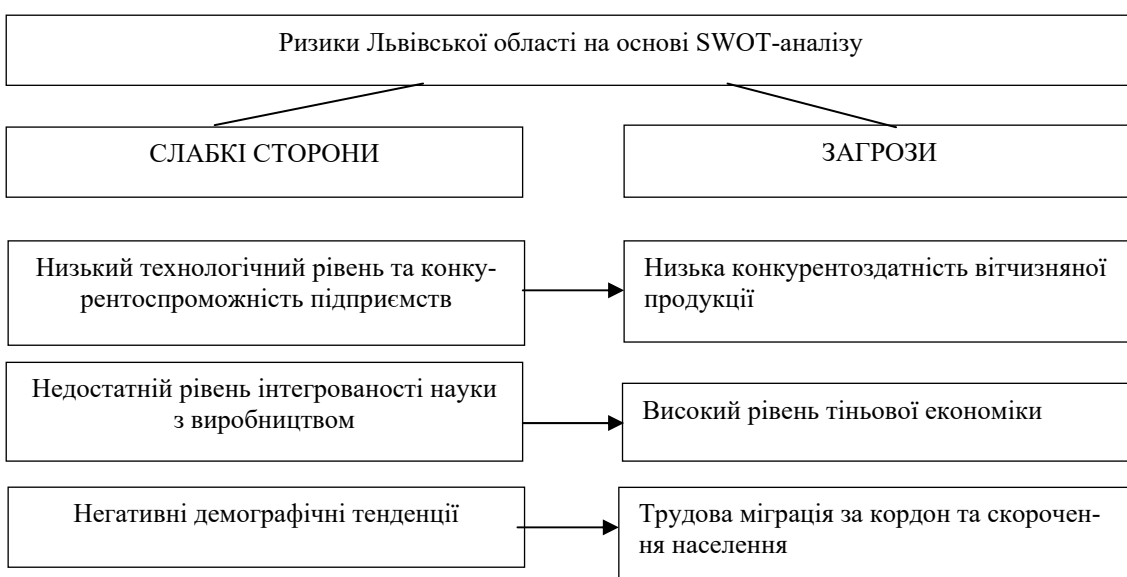 Ризики Львівської області на основі SWOT-аналізу
СЛАБКІ СТОРОНИ
ЗАГРОЗИ
Низький технологічний рівень та конку-
рентоспроможність підприємств
Низька конкурентоздатність вітчизняної
продукції
Недостатній рівень інтегрованості науки
з виробництвом
Високий рівень тіньової економіки
Негативні демографічні тенденції
Трудова міграція за кордон та скорочен-
ня населення